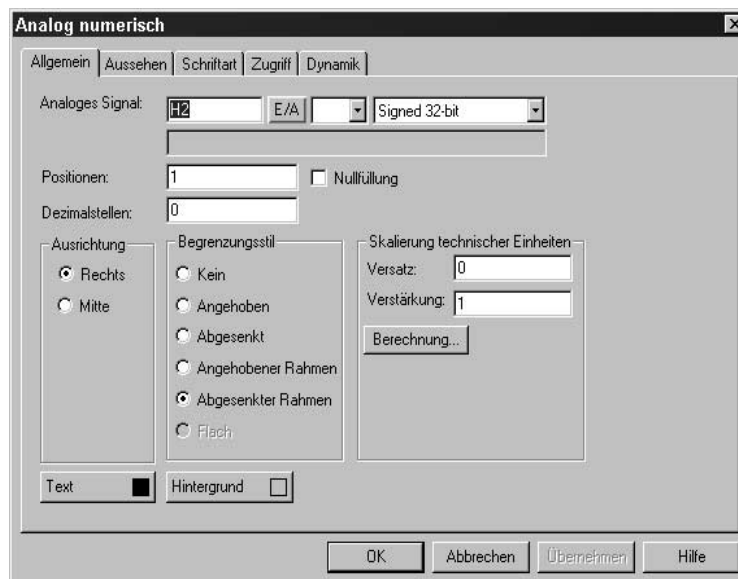 Analog numerisch
Allgemein Aussehen Schriftart Zugriff Dynamik
Analoges Signal: H2 E/A Signed 32-bit
Positionen: 1 Nullfüllung
Dezimalstellen: 0
Ausrichtung
Rechts
Mitte
Begrenzungsstil
Kein
Angehoben
Abgesenkt
Angehobener Rahmen
Abgesenkter Rahmen
Flach
Skalierung technischer Einheiten
Versatz: 0
Verstärkung: 1
Berechnung...
Text Hintergrund
OK Abbrechen Übernehmen Hilfe